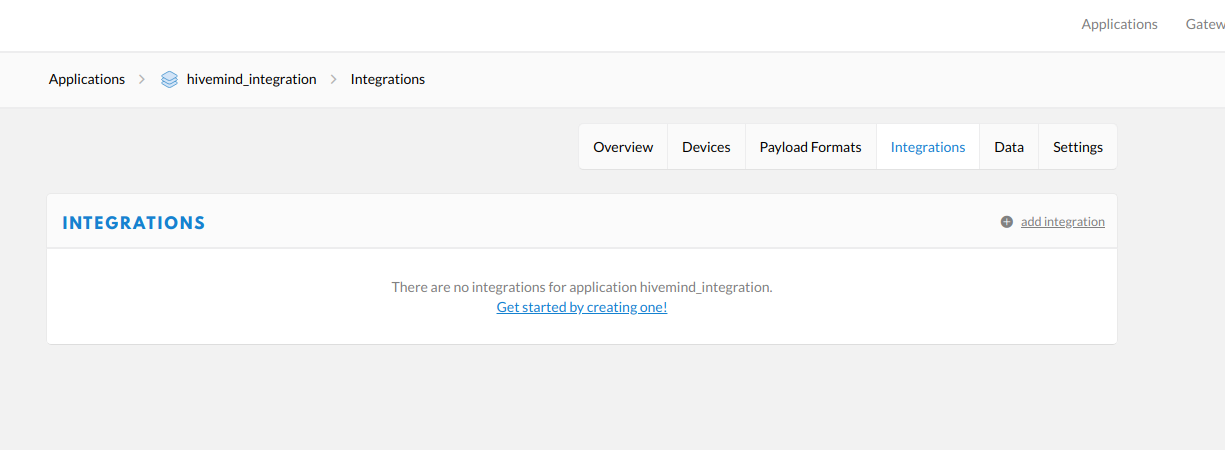 Applications Gatew
Applications > hivemind_integration > Integrations
Overview Devices Payload Formats Integrations Data Settings
INTEGRATIONS
add integration
There are no integrations for application hivemind_integration.
Get started by creating one!